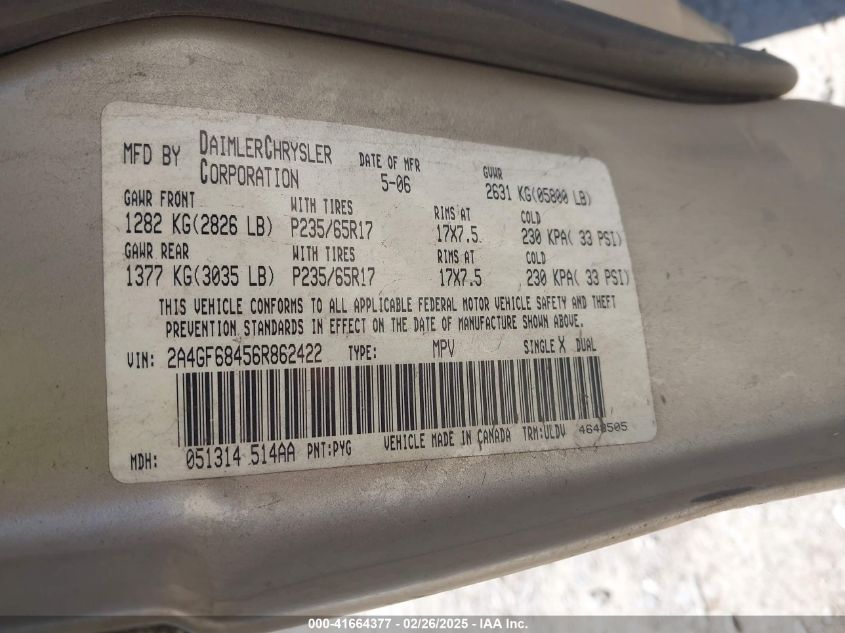 MFD BY DAIMLERCHRYSLER CORPORATION
DATE OF MFR 5-06
GVWR 2631 KG(05800 LB)
GAWR FRONT WITH TIRES RIMS AT COLD
1282 KG(2826 LB) P235/65R17 17X7.5 230 KPA( 33 PSI)
GAWR REAR WITH TIRES RIMS AT COLD
1377 KG(3035 LB) P235/65R17 17X7.5 230 KPA( 33 PSI)
THIS VEHICLE CONFORMS TO ALL APPLICABLE FEDERAL MOTOR VEHICLE SAFETY AND THEFT
PREVENTION STANDARDS IN EFFECT ON THE DATE OF MANUFACTURE SHOWN ABOVE.
VIN: 2A4GF68456R862422 TYPE: MPV SINGLE X DUAL
MDH: 051314 514AA PNT:PYG VEHICLE MADE IN CANADA TRM:ULDV
000-41664377 - 02/26/2025 - IAA Inc.